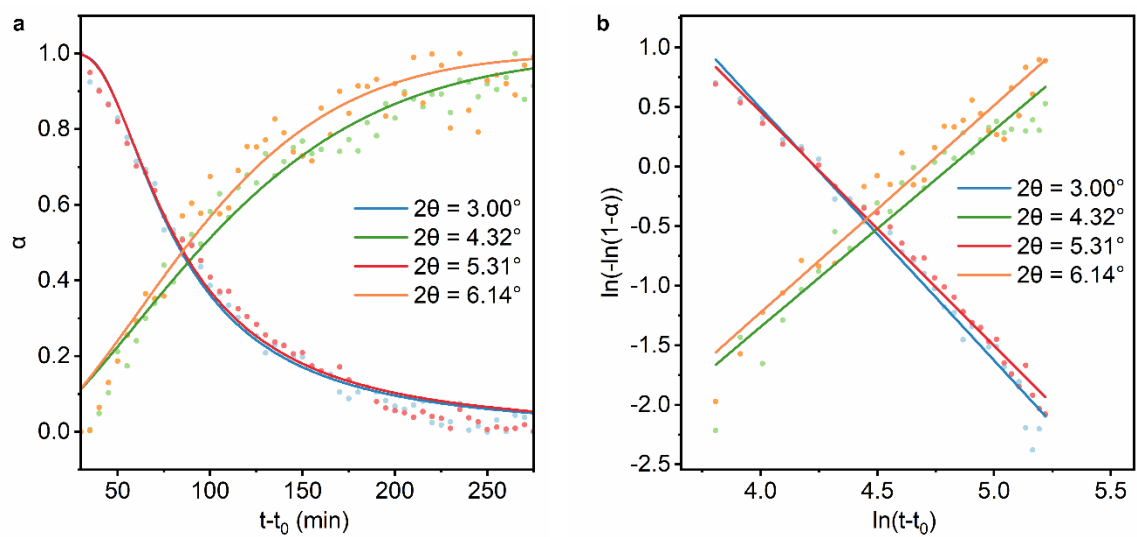 a
1.0
0.8
0.6
0.4
0.2
0.0
α
50
100
150
200
250
t-t₀ (min)
2θ = 3.00°
2θ = 4.32°
2θ = 5.31°
2θ = 6.14°
b
1.0
0.5
0.0
-0.5
-1.0
-1.5
-2.0
-2.5
ln(-ln(1-α))
4.0
4.5
5.0
5.5
ln(t-t₀)
2θ = 3.00°
2θ = 4.32°
2θ = 5.31°
2θ = 6.14°